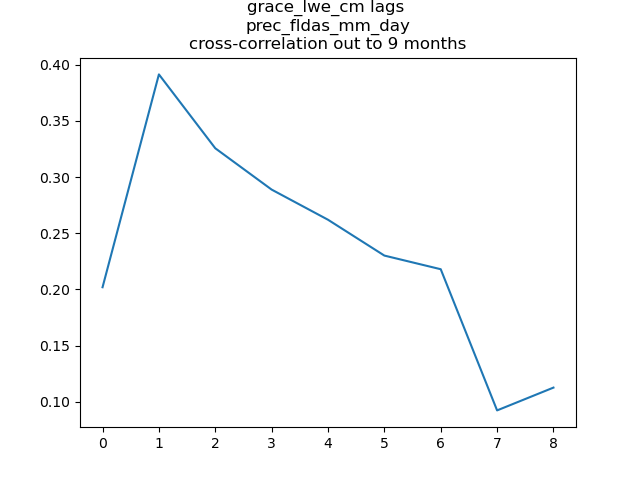 grace_lwe_cm lags
prec_fldas_mm_day
cross-correlation out to 9 months
0.40
0.35
0.30
0.25
0.20
0.15
0.10
0 1 2 3 4 5 6 7 8